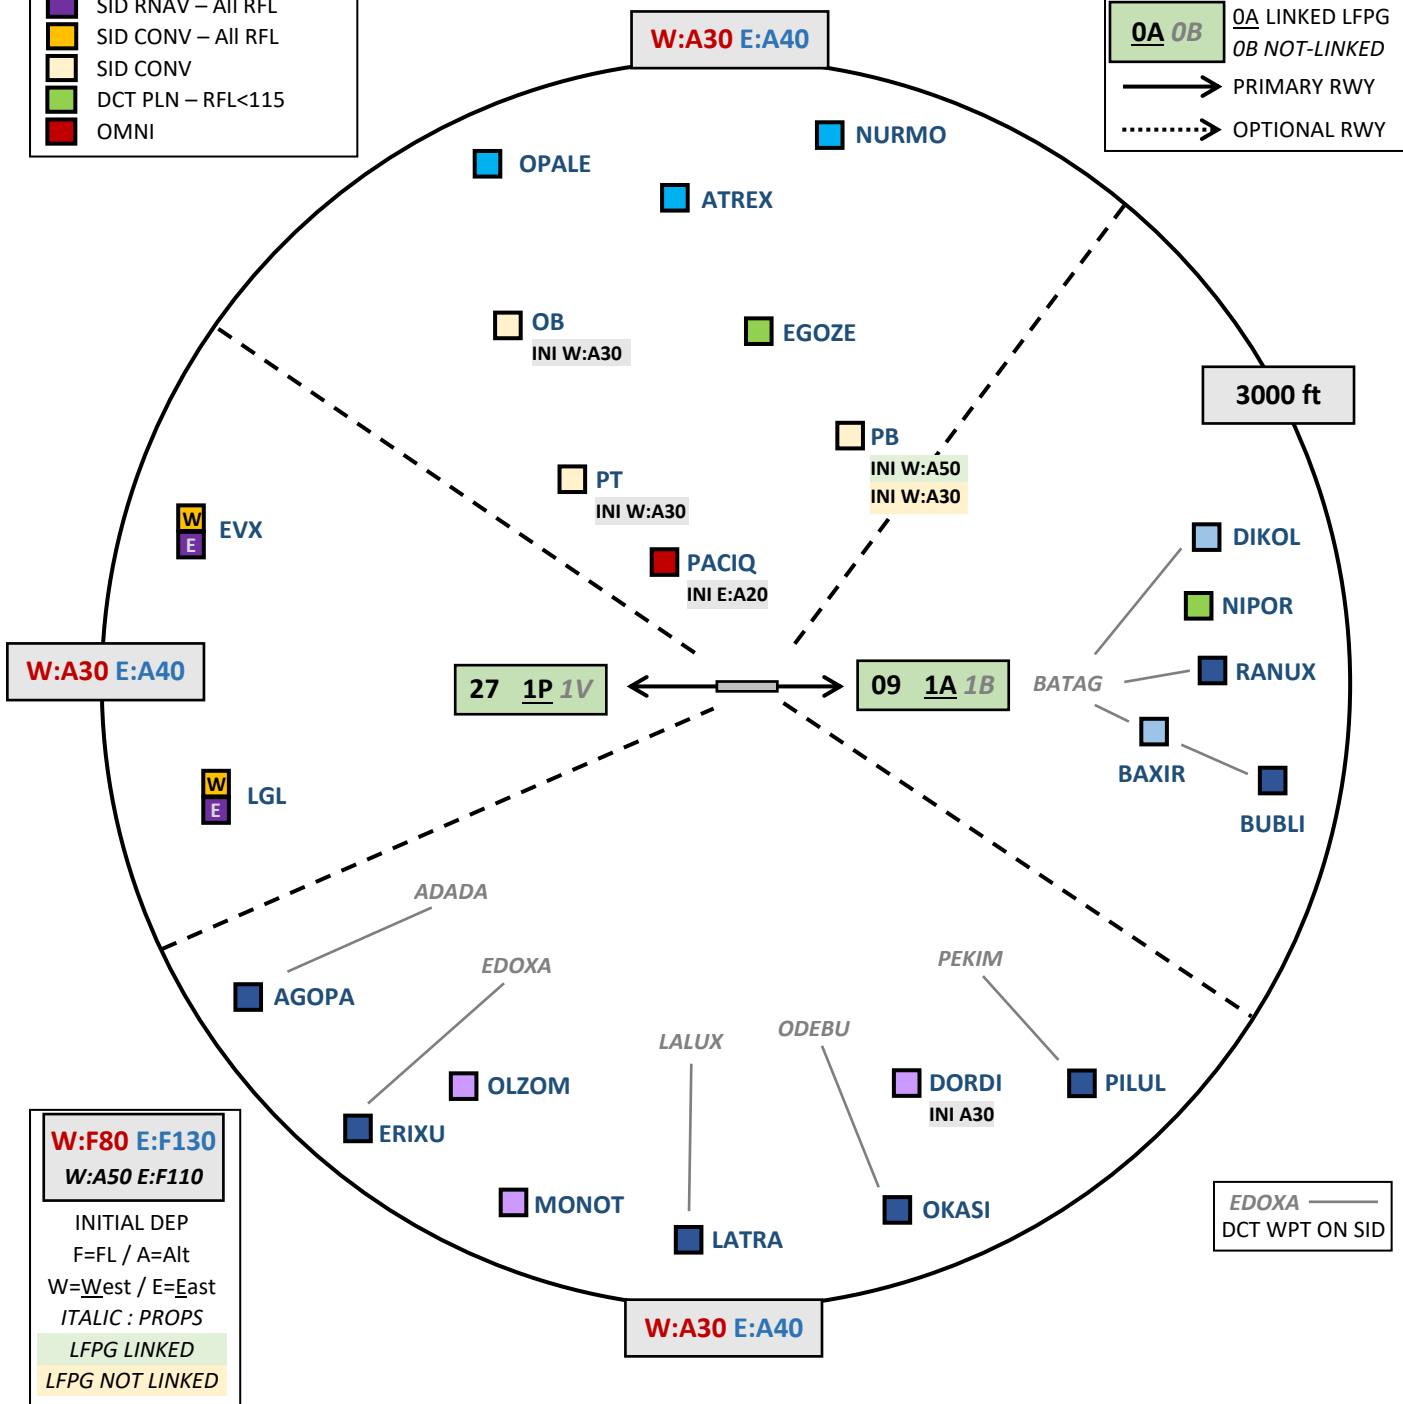 SID RNAV – All RFL
SID CONV – All RFL
SID CONV
DCT PLN – RFL<115
OMNI
W:A30 E:A40
0A 0B
0A LINKED LFPG
0B NOT-LINKED
PRIMARY RWY
OPTIONAL RWY
NURMO
OPALE
ATREX
OB
INI W:A30
EGOZE
3000 ft
PB
INI W:A50
INI W:A30
PT
INI W:A30
W
E
EVX
PACIQ
INI E:A20
DIKOL
NIPOR
W:A30 E:A40
27 1P 1V
09 1A 1B
BATAG
RANUX
BAXIR
BUBLI
W
E
LGL
ADADA
EDOXA
PEKIM
AGOPA
LALUX
ODEBU
OLZOM
DORDI
INI A30
PILUL
ERIXU
MONOT
LATRA
OKASI
W:F80 E:F130
W:A50 E:F110
INITIAL DEP
F=FL / A=Alt
W=West / E=East
ITALIC : PROPS
LFPG LINKED
LFPG NOT LINKED
EDOXA
DCT WPT ON SID
W:A30 E:A40